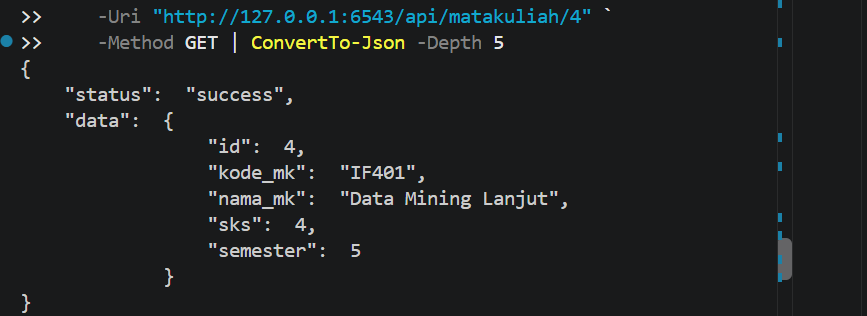 >>     -Uri "http://127.0.0.1:6543/api/matakuliah/4" `
>>     -Method GET | ConvertTo-Json -Depth 5
{
    "status":  "success",
    "data":  {
                 "id":  4,
                 "kode_mk":  "IF401",
                 "nama_mk":  "Data Mining Lanjut",
                 "sks":  4,
                 "semester":  5
             }
}